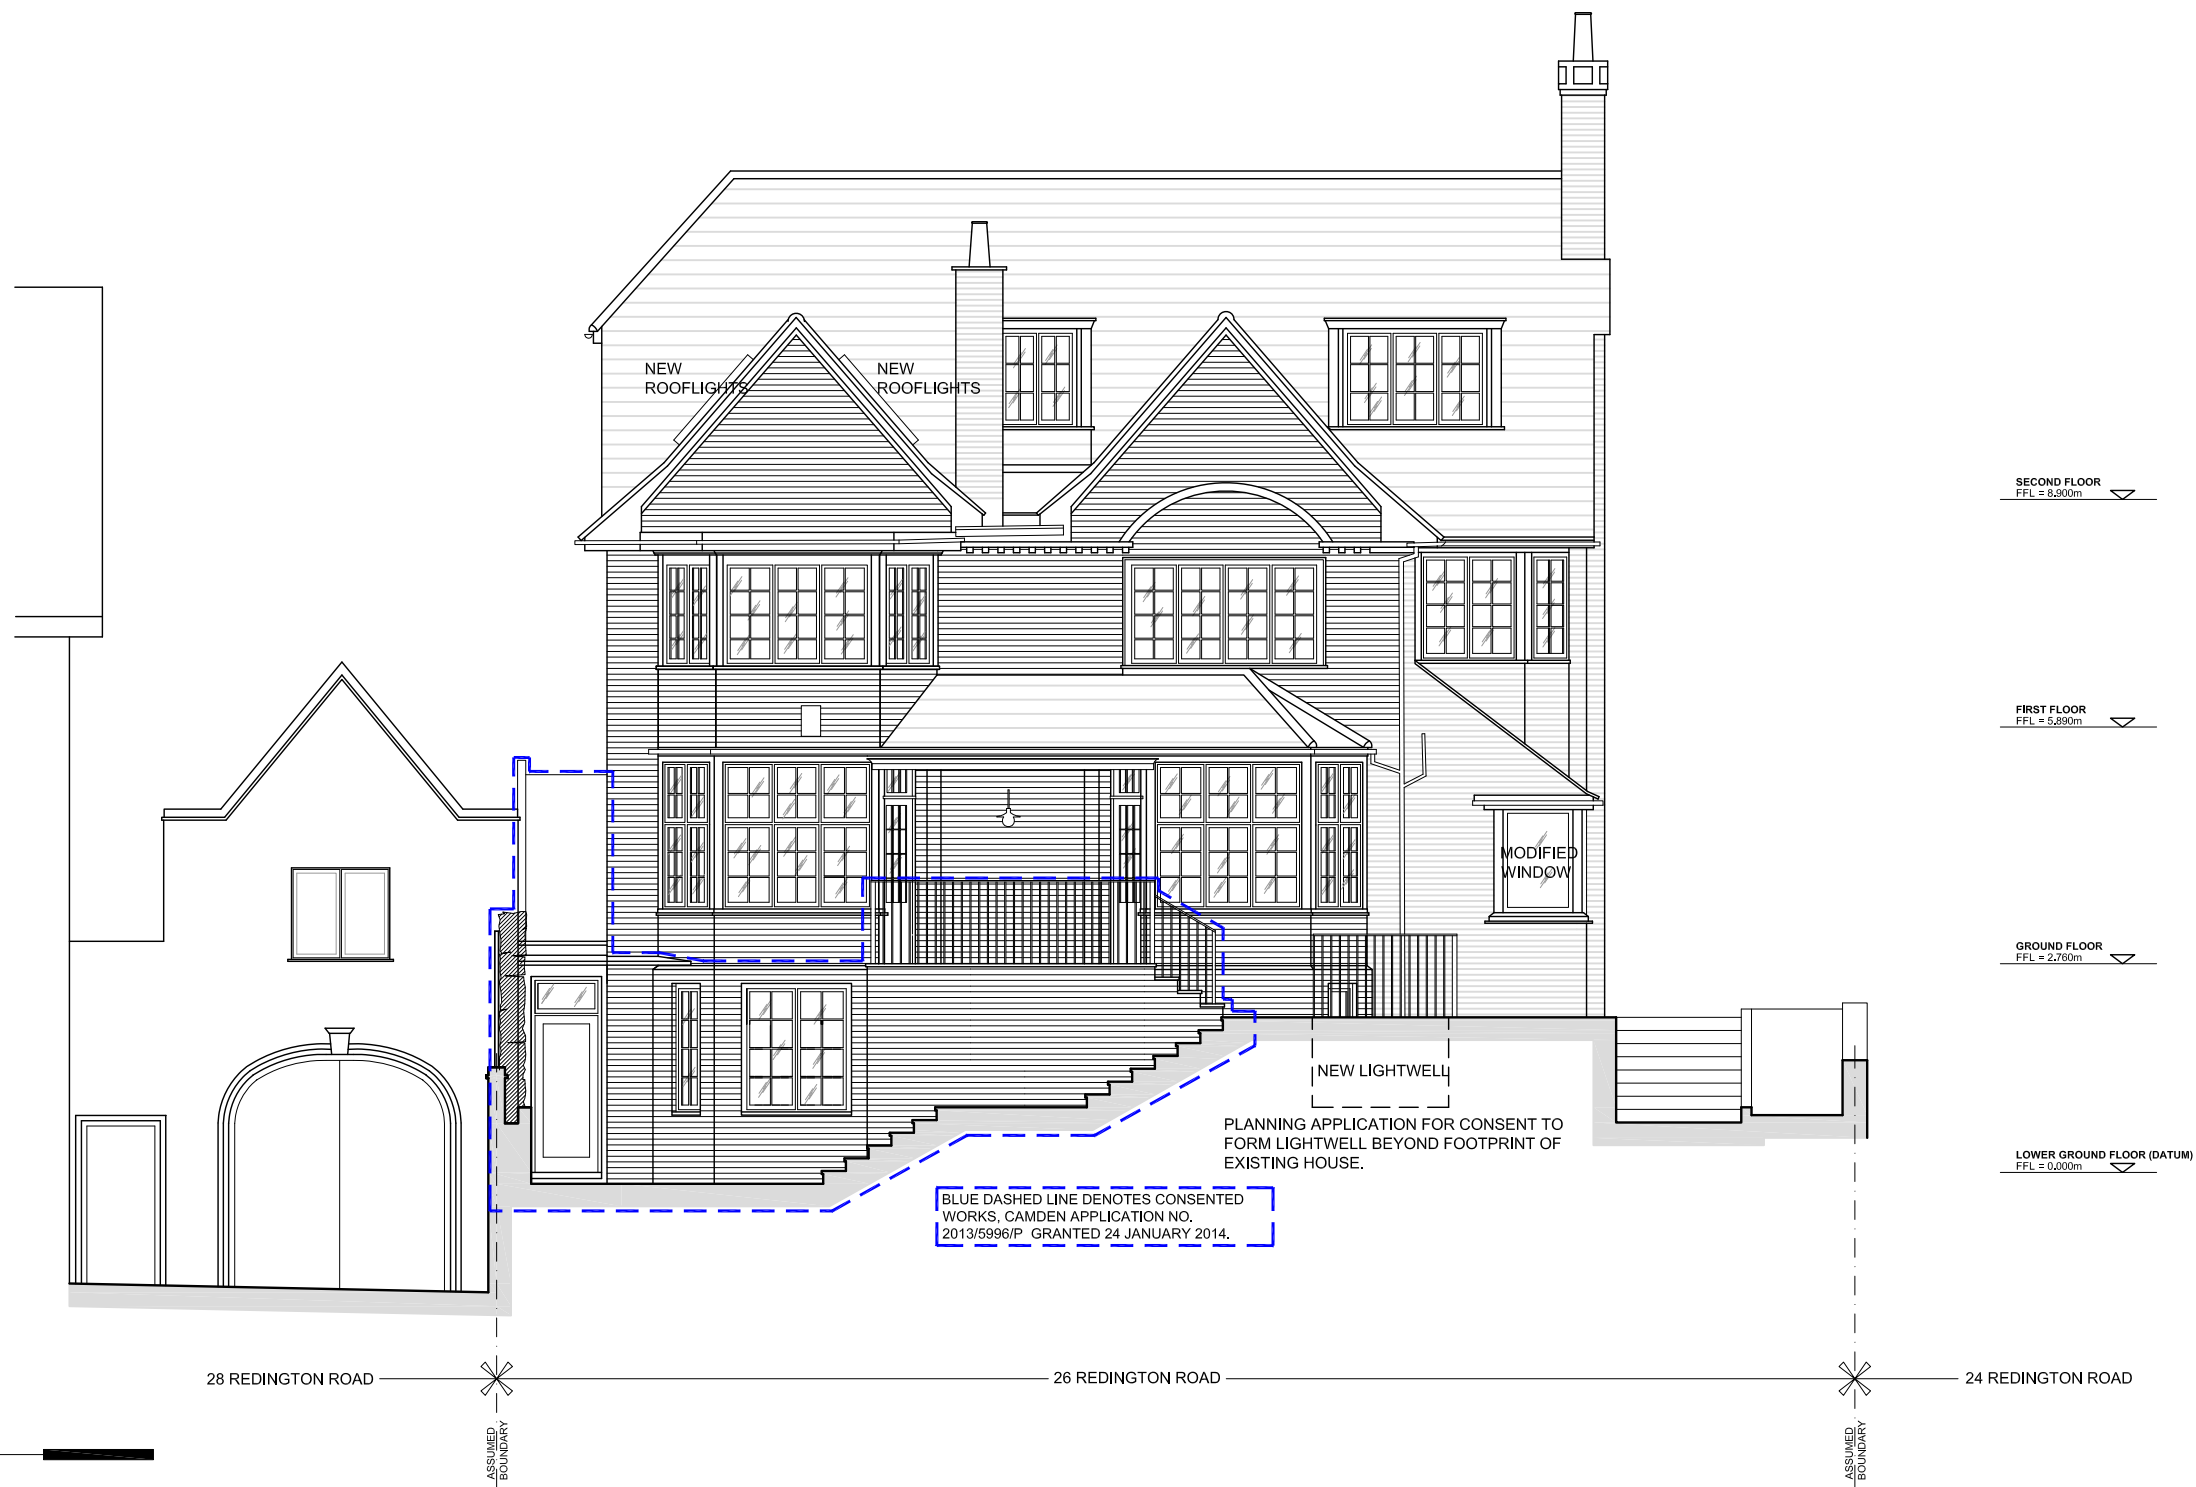 NEW
ROOFLIGHTS
NEW
ROOFLIGHTS
SECOND FLOOR
FFL = 8.900m
FIRST FLOOR
FFL = 5.890m
MODIFIED
WINDOW
GROUND FLOOR
FFL = 2.760m
NEW LIGHTWELL
PLANNING APPLICATION FOR CONSENT TO
FORM LIGHTWELL BEYOND FOOTPRINT OF
EXISTING HOUSE.
LOWER GROUND FLOOR (DATUM)
FFL = 0.000m
BLUE DASHED LINE DENOTES CONSENTED
WORKS, CAMDEN APPLICATION NO.
2013/5996/P GRANTED 24 JANUARY 2014.
28 REDINGTON ROAD
26 REDINGTON ROAD
24 REDINGTON ROAD
ASSUMED
BOUNDARY
ASSUMED
BOUNDARY